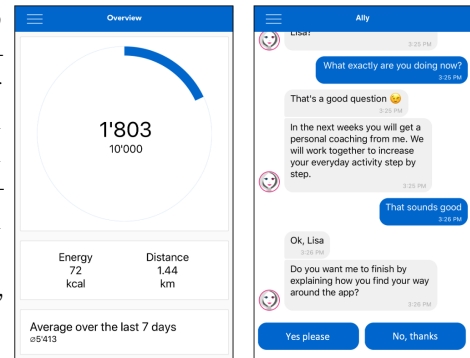 Overview
1'803
10'000
Energy
72
kcal
Distance
1.44
km
Average over the last 7 days
⌀5'413
Ally
Lisa!
3:25 PM
What exactly are you doing now?
3:25 PM
That's a good question 😉
In the next weeks you will get a
personal coaching from me. We
will work together to increase
your everyday activity step by
step.
3:25 PM
That sounds good
3:26 PM
Ok, Lisa
3:26 PM
Do you want me to finish by
explaining how you find your way
around the app?
3:26 PM
Yes please
No, thanks